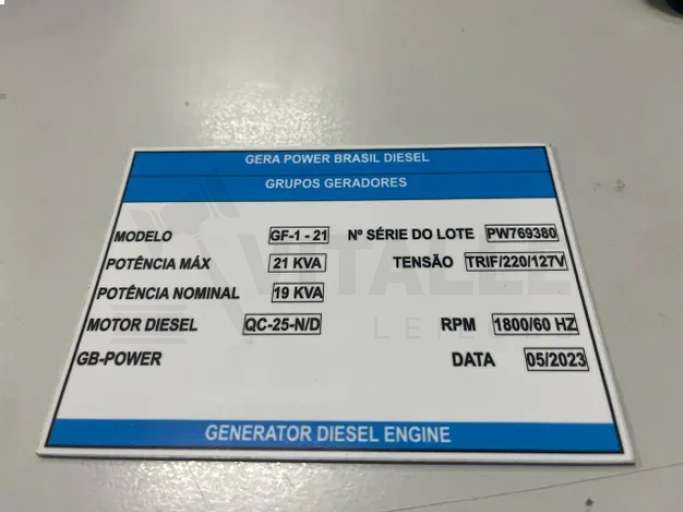 GERA POWER BRASIL DIESEL
GRUPOS GERADORES
MODELO GF-1 - 21 Nº SÉRIE DO LOTE PW769380
POTÊNCIA MÁX 21 KVA TENSÃO TRIF/220/127V
POTÊNCIA NOMINAL 19 KVA
MOTOR DIESEL QC-25-N/D RPM 1800/60 HZ
GB-POWER DATA 05/2023
GENERATOR DIESEL ENGINE
VITALLE